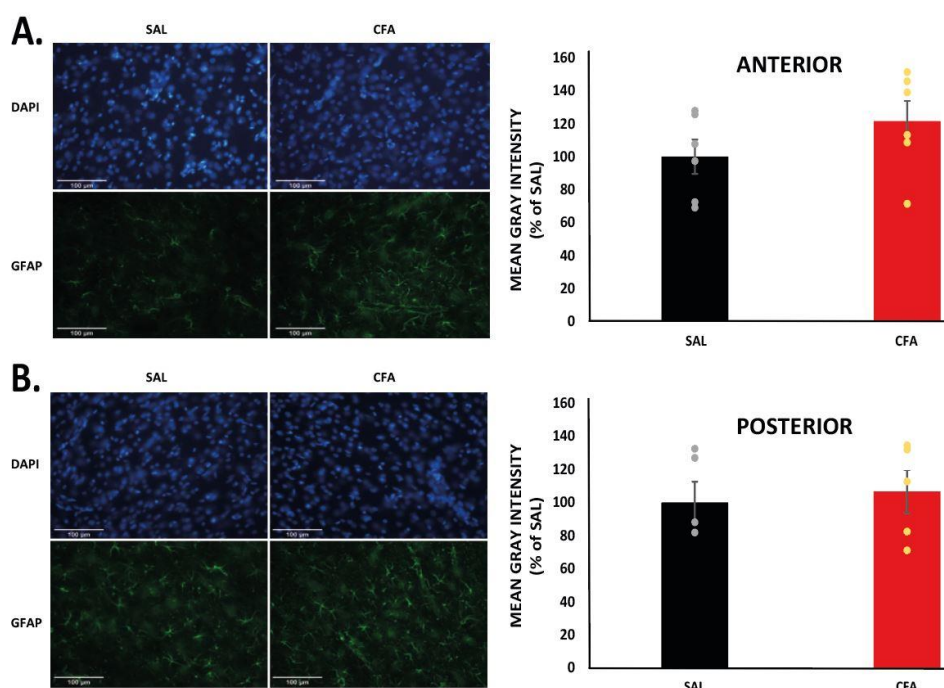 A.
SAL CFA
DAPI
100 µm 100 µm
GFAP
100 µm 100 µm
ANTERIOR
MEAN GRAY INTENSITY
(% of SAL)
160
140
120
100
80
60
40
20
0
SAL CFA
B.
SAL CFA
DAPI
100 µm 100 µm
GFAP
100 µm 100 µm
POSTERIOR
MEAN GRAY INTENSITY
(% of SAL)
160
140
120
100
80
60
40
20
0
SAL CFA